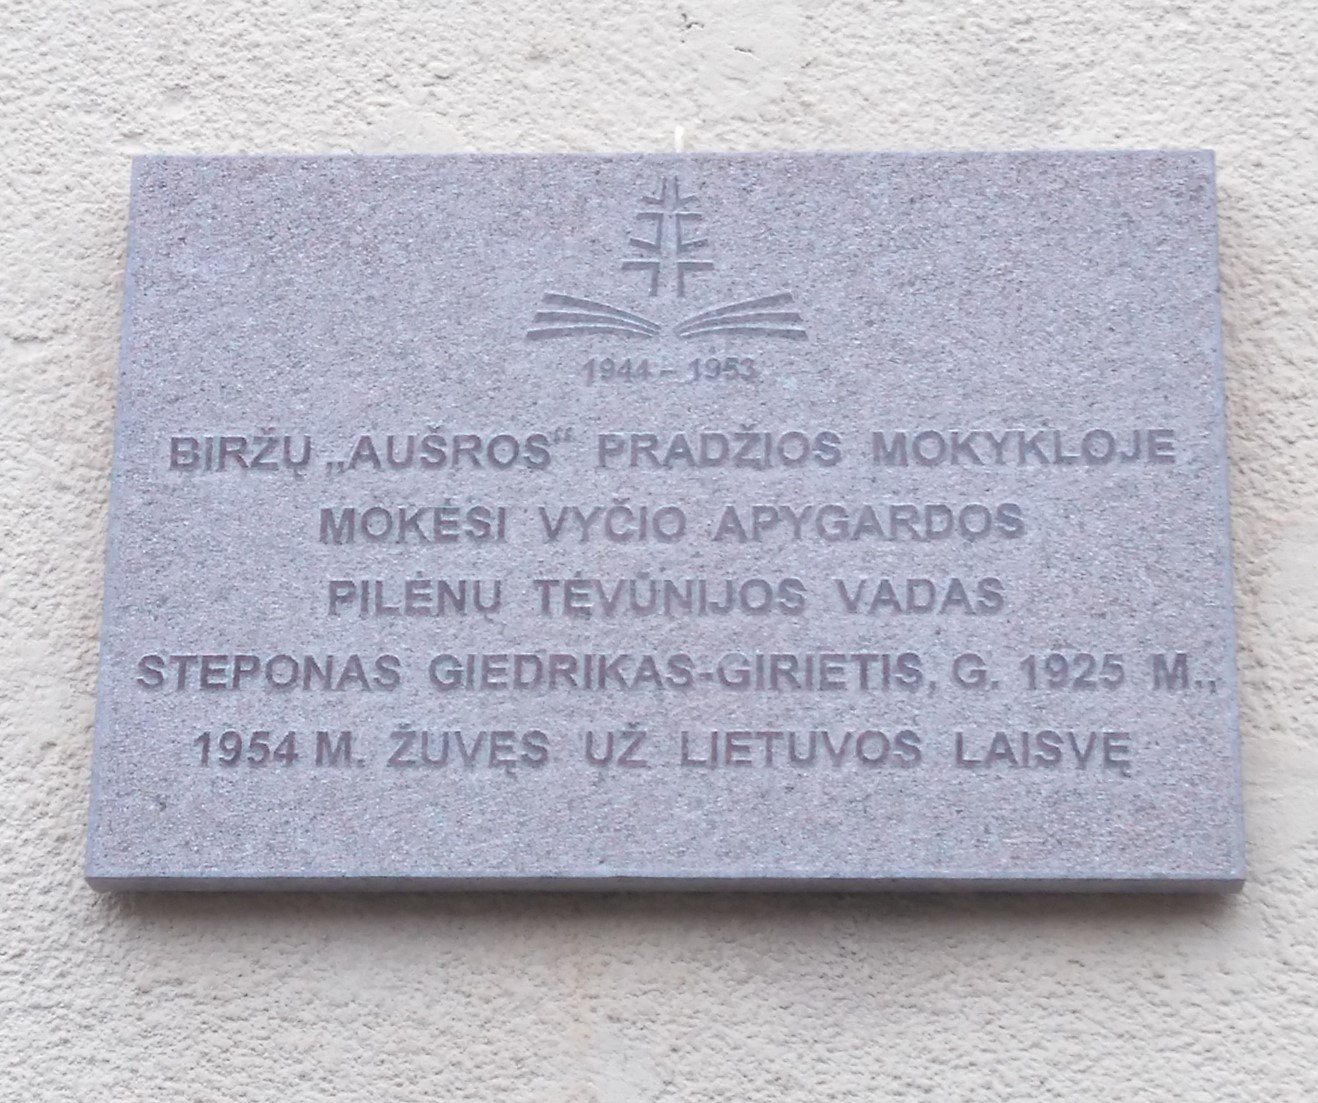 1944 – 1953
BIRŽŲ „AUŠROS“ PRADŽIOS MOKYKLOJE
MOKĖSI VYČIO APYGARDOS
PILĖNŲ TĖVŪNIJOS VADAS
STEPONAS GIEDRIKAS-GIRIETIS, G. 1925 M.,
1954 M. ŽUVĘS UŽ LIETUVOS LAISVĘ